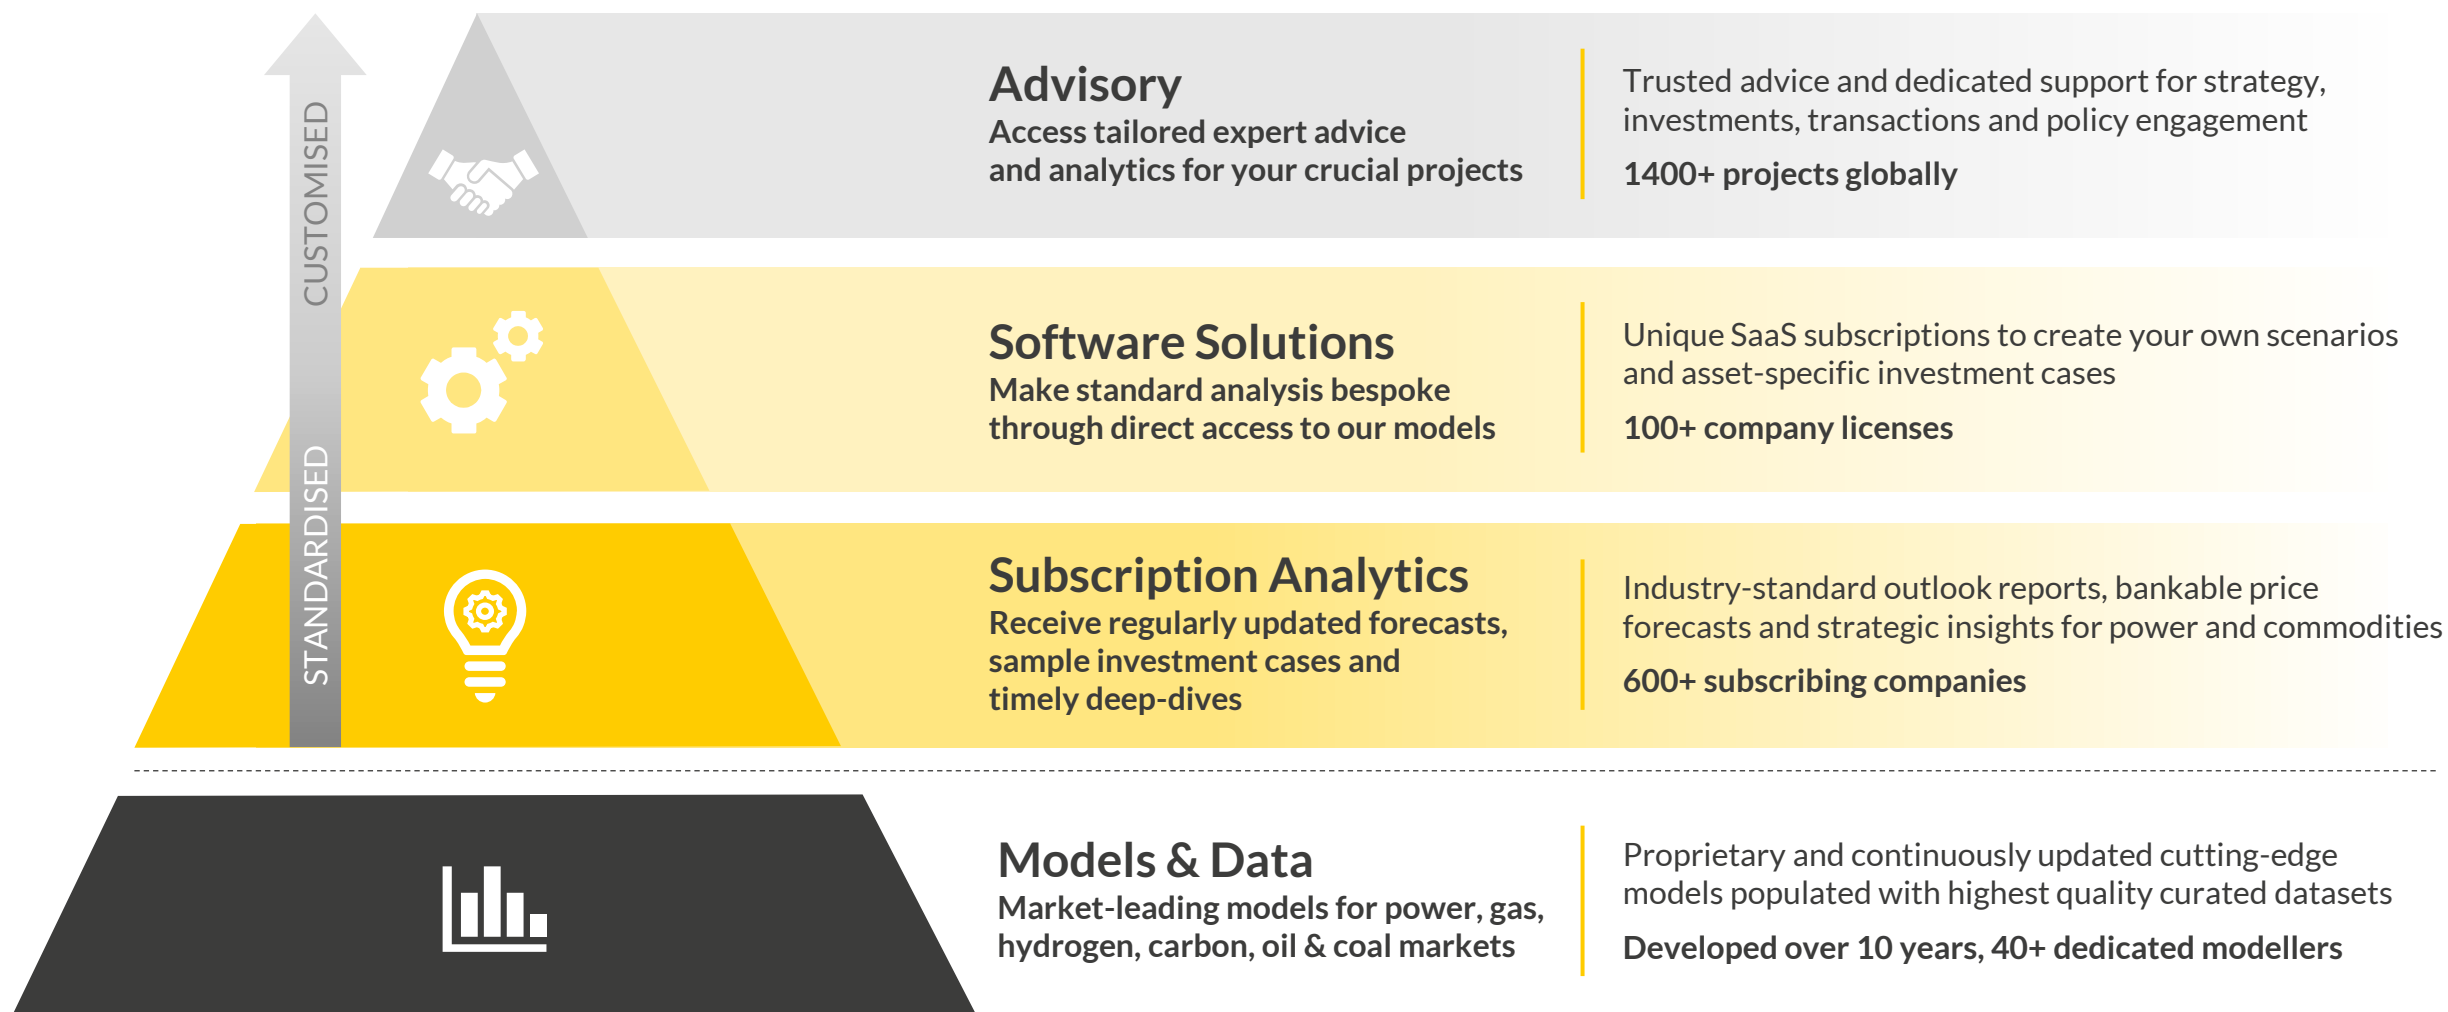 CUSTOMISED
STANDARDISED
Advisory
Access tailored expert advice
and analytics for your crucial projects
Trusted advice and dedicated support for strategy,
investments, transactions and policy engagement
1400+ projects globally
Software Solutions
Make standard analysis bespoke
through direct access to our models
Unique SaaS subscriptions to create your own scenarios
and asset-specific investment cases
100+ company licenses
Subscription Analytics
Receive regularly updated forecasts,
sample investment cases and
timely deep-dives
Industry-standard outlook reports, bankable price
forecasts and strategic insights for power and commodities
600+ subscribing companies
Models & Data
Market-leading models for power, gas,
hydrogen, carbon, oil & coal markets
Proprietary and continuously updated cutting-edge
models populated with highest quality curated datasets
Developed over 10 years, 40+ dedicated modellers